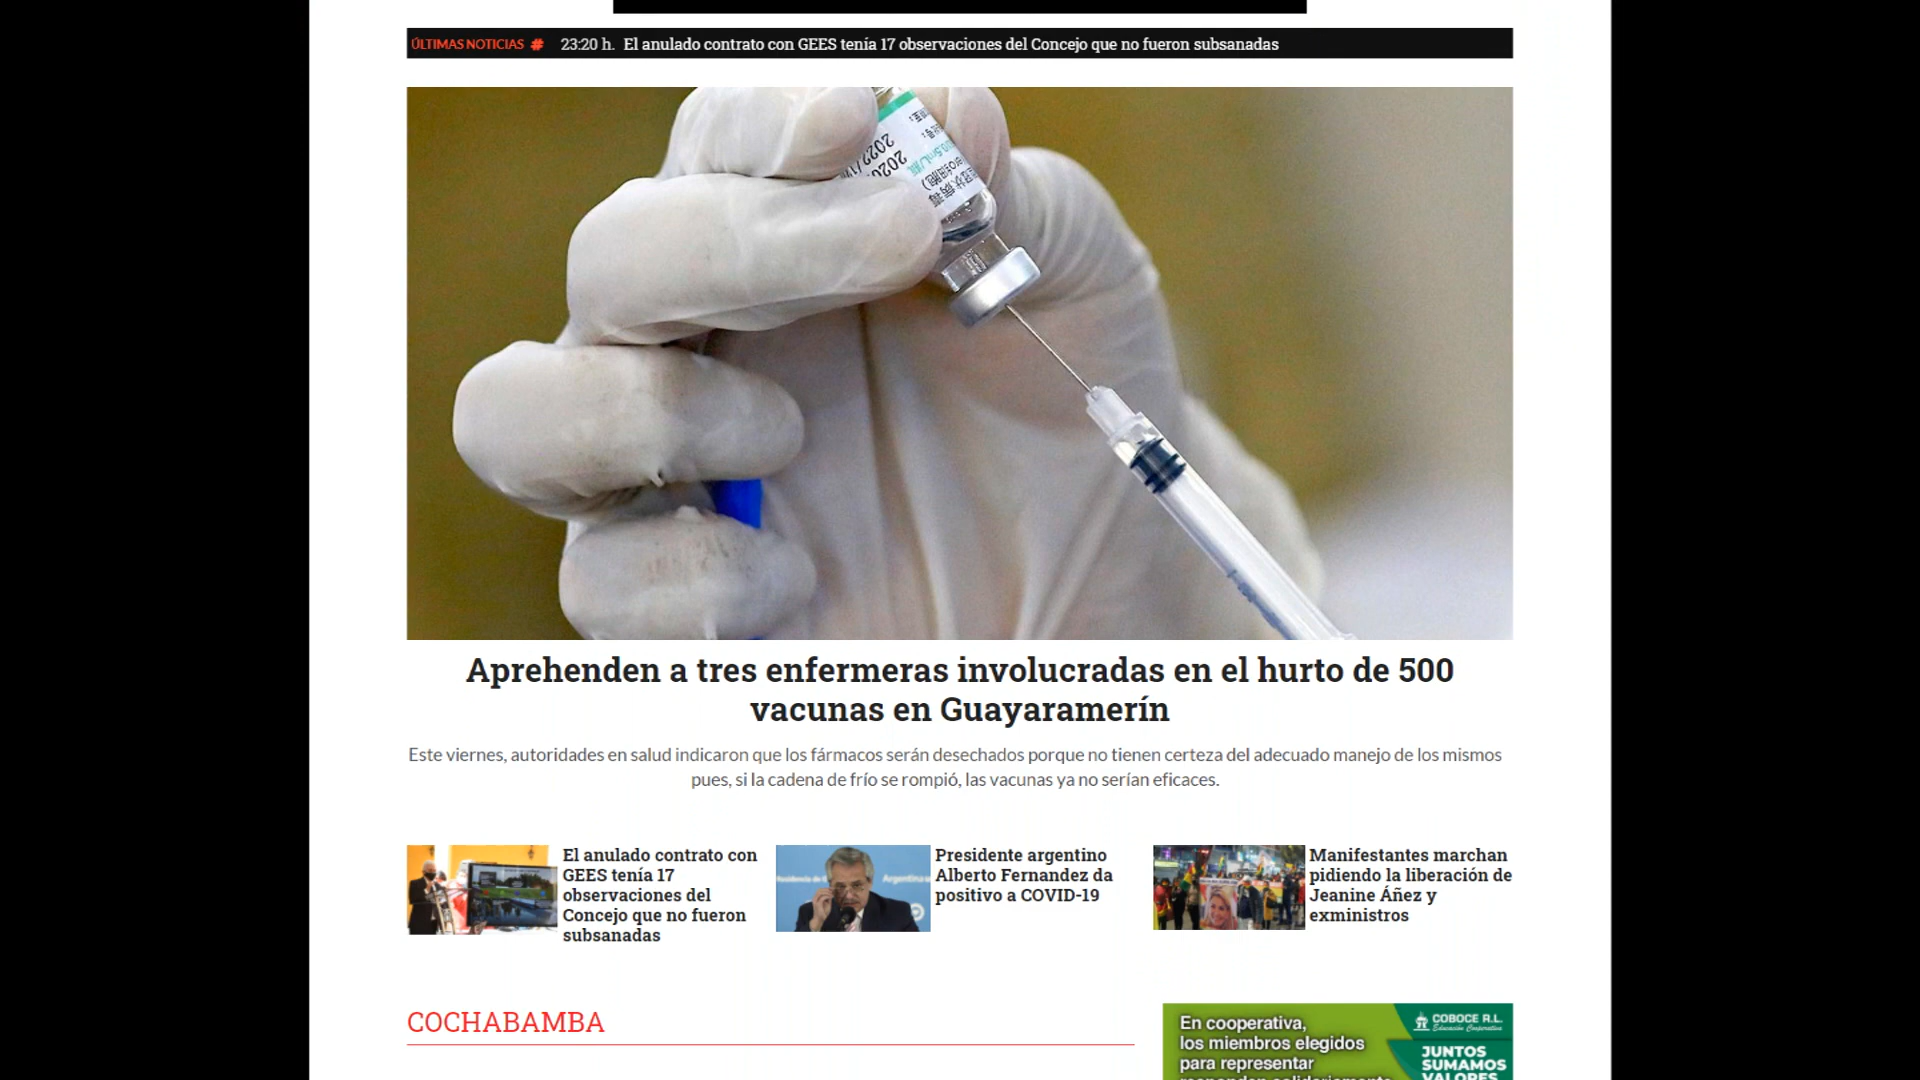 ÚLTIMAS NOTICIAS # 23:20 h. El anulado contrato con GEES tenía 17 observaciones del Concejo que no fueron subsanadas
Aprehenden a tres enfermeras involucradas en el hurto de 500
vacunas en Guayaramerín
Este viernes, autoridades en salud indicaron que los fármacos serán desechados porque no tienen certeza del adecuado manejo de los mismos
pues, si la cadena de frío se rompió, las vacunas ya no serían eficaces.
El anulado contrato con
GEES tenía 17
observaciones del
Concejo que no fueron
subsanadas
Presidente argentino
Alberto Fernandez da
positivo a COVID-19
Manifestantes marchan
pidiendo la liberación de
Jeanine Áñez y
exministros
COCHABAMBA
En cooperativa,
los miembros elegidos
para representar
COBOCE R.L.
Educación Cooperativa
JUNTOS
SUMAMOS
VALORES